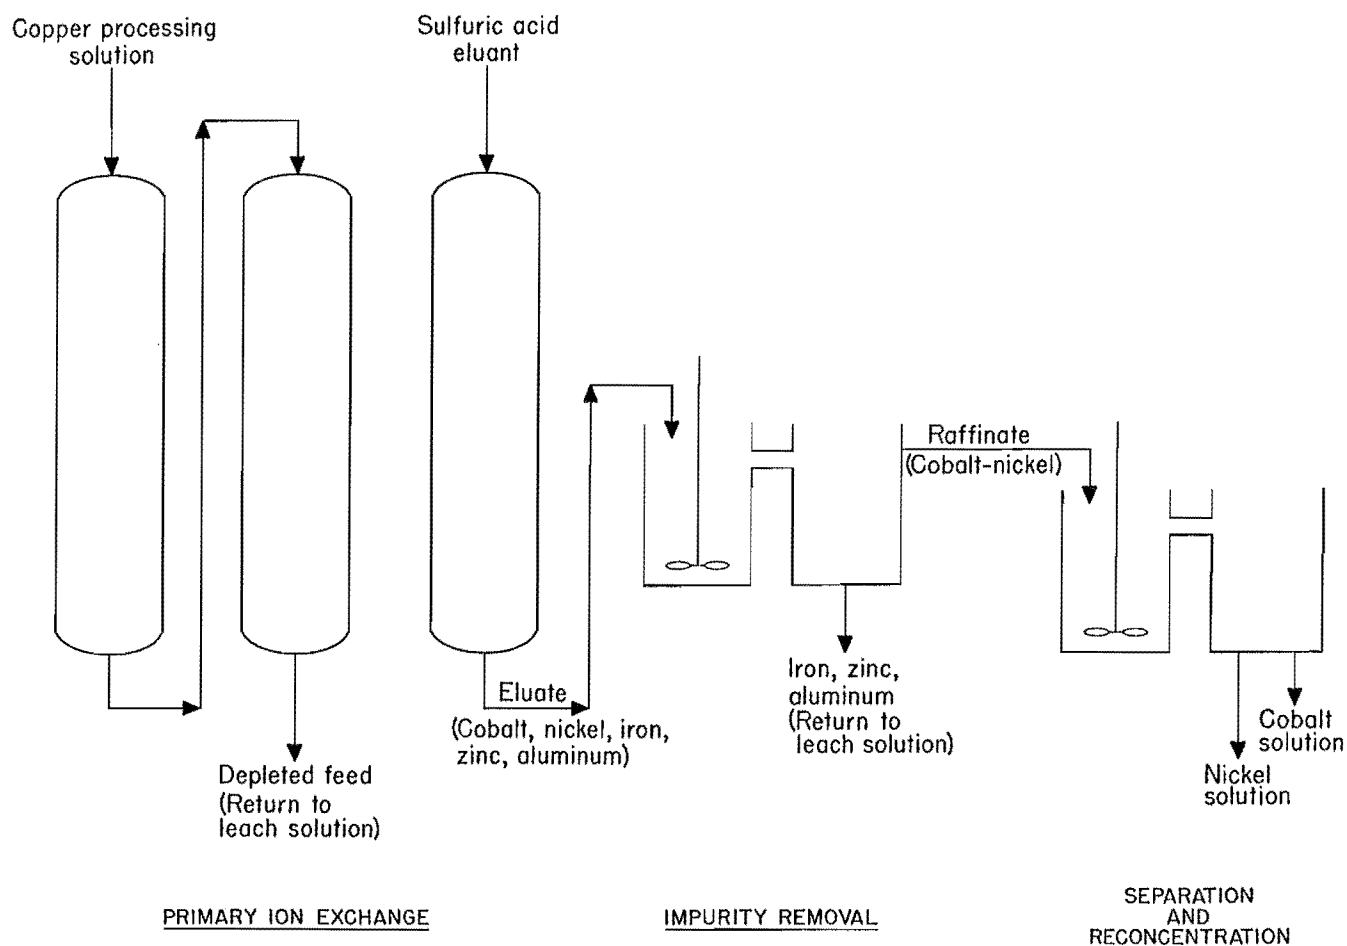 Copper processing
solution
Sulfuric acid
eluant
Raffinate
(Cobalt-nickel)
Eluate
(Cobalt, nickel, iron,
zinc, aluminum)
Iron, zinc,
aluminum
(Return to
leach solution)
Cobalt
solution
Nickel
solution
Depleted feed
(Return to
leach solution)
PRIMARY ION EXCHANGE
IMPURITY REMOVAL
SEPARATION
AND
RECONCENTRATION